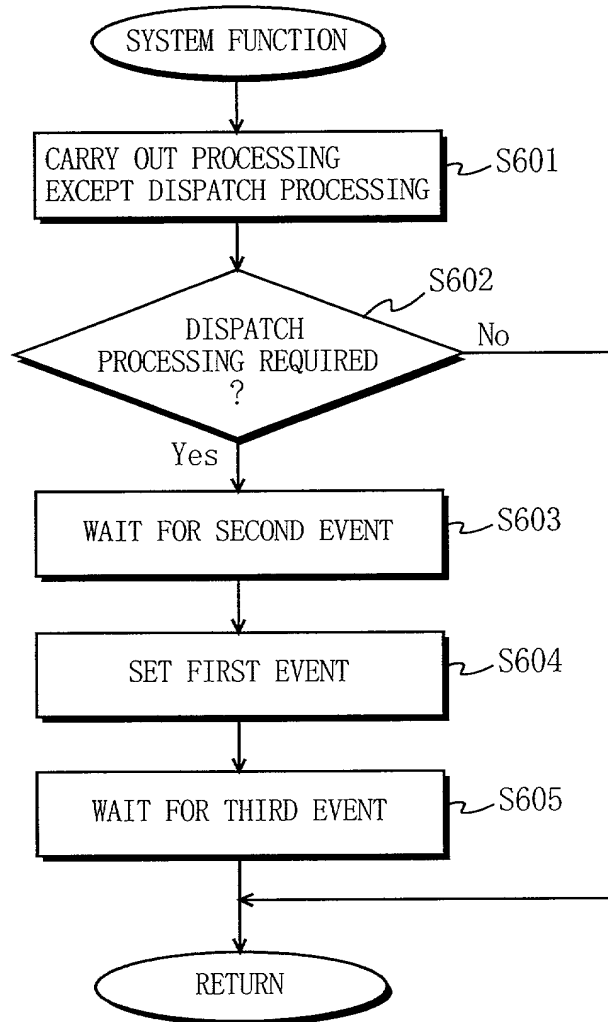 SYSTEM FUNCTION
CARRY OUT PROCESSING
EXCEPT DISPATCH PROCESSING
S601
S602
DISPATCH
PROCESSING REQUIRED
?
No
Yes
WAIT FOR SECOND EVENT
S603
SET FIRST EVENT
S604
WAIT FOR THIRD EVENT
S605
RETURN